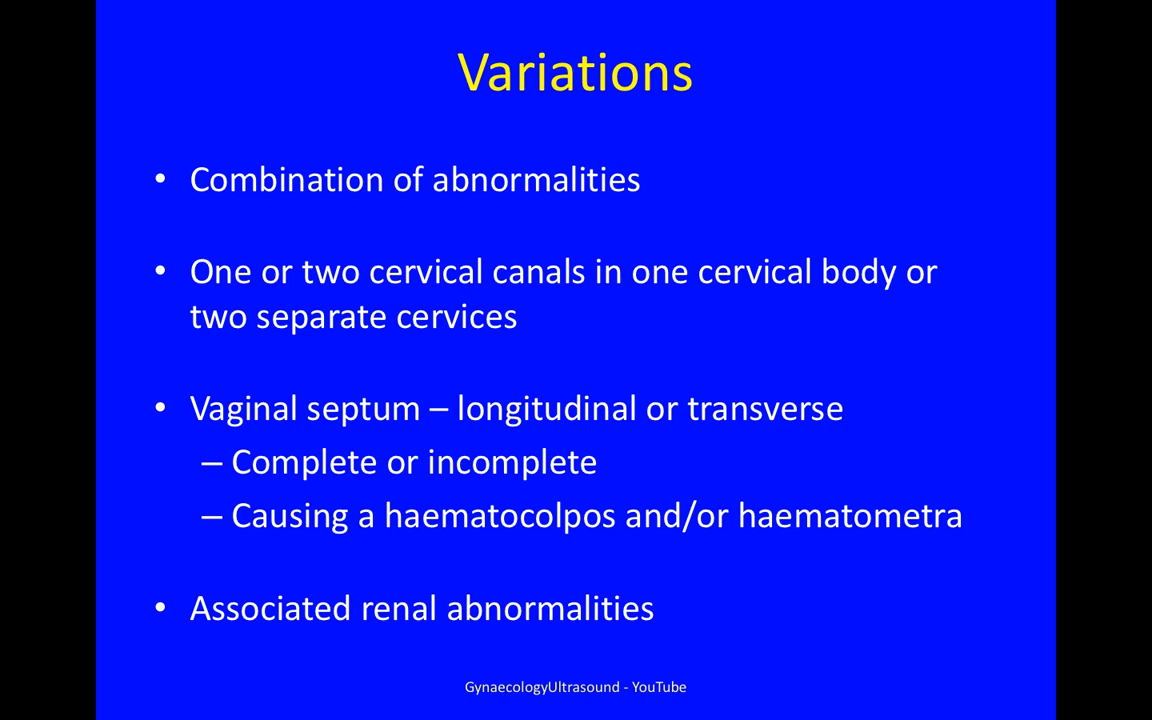 Variations
• Combination of abnormalities
• One or two cervical canals in one cervical body or
two separate cervices
• Vaginal septum – longitudinal or transverse
– Complete or incomplete
– Causing a haematocolpos and/or haematometra
• Associated renal abnormalities
GynaecologyUltrasound - YouTube